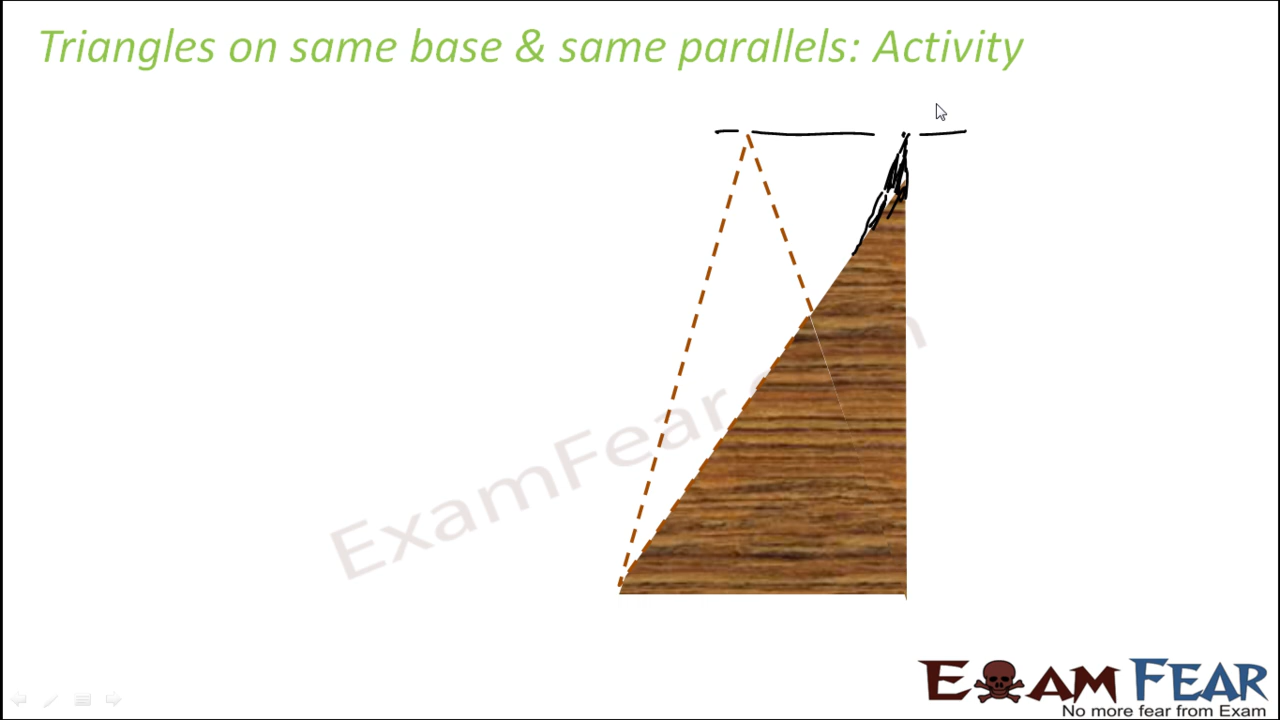 Triangles on same base & same parallels: Activity
ExamFear.com
EXAM FEAR
No more fear from Exam